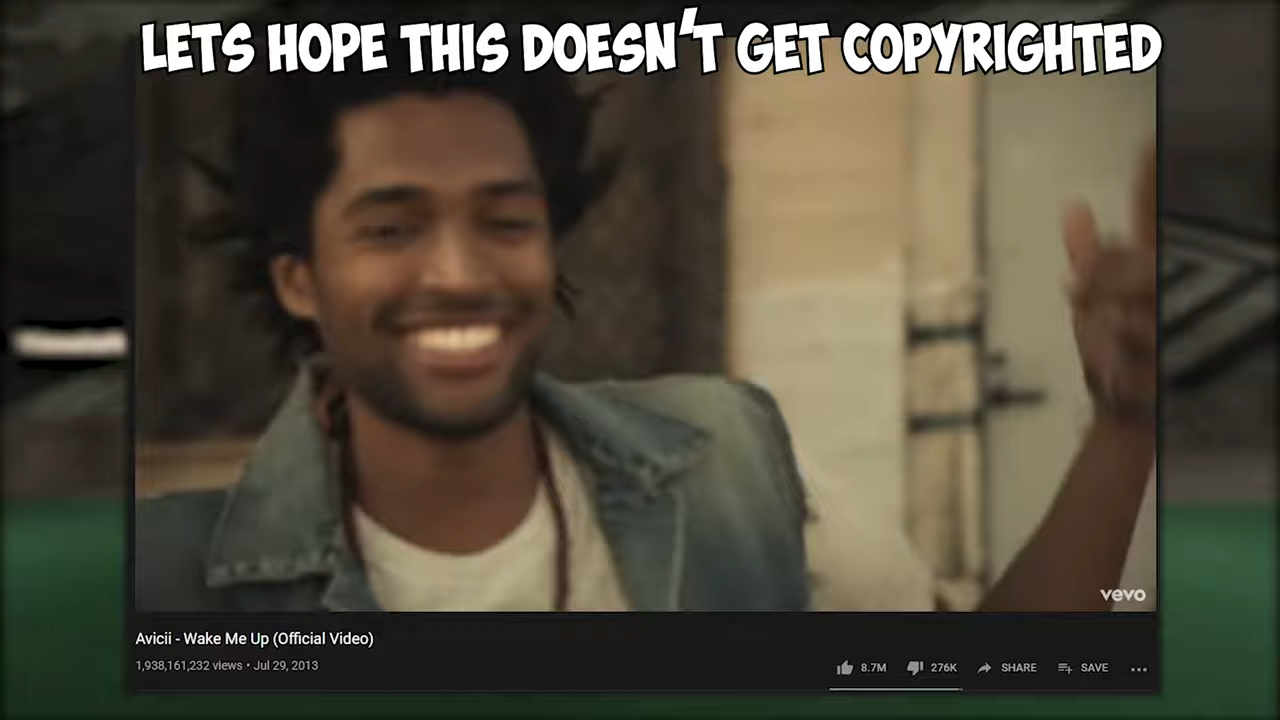 LETS HOPE THIS DOESN'T GET COPYRIGHTED
vevo
Avicii - Wake Me Up (Official Video)
1,938,161,232 views • Jul 29, 2013
8.7M 276K SHARE SAVE